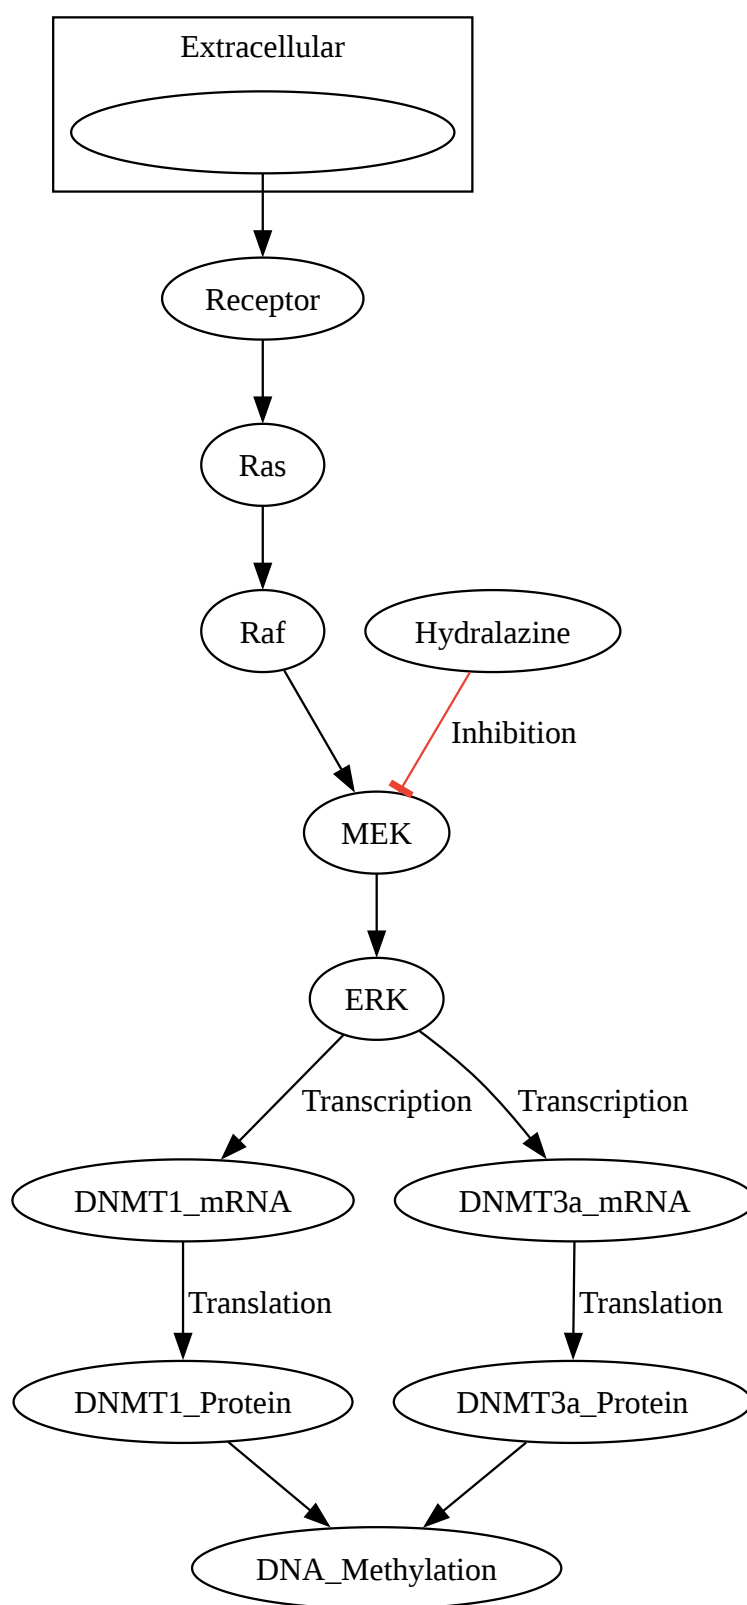 Extracellular
Receptor
Ras
Raf
Hydralazine
Inhibition
MEK
ERK
Transcription
Transcription
DNMT1_mRNA
DNMT3a_mRNA
Translation
Translation
DNMT1_Protein
DNMT3a_Protein
DNA_Methylation